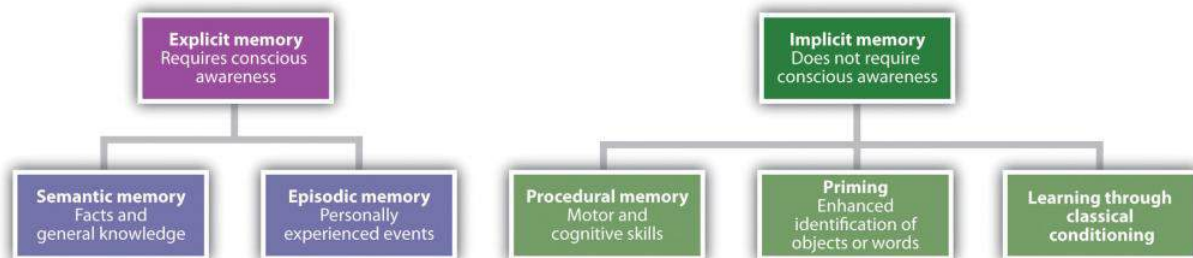 Explicit memory
Requires conscious
awareness
Implicit memory
Does not require
conscious awareness
Semantic memory
Facts and
general knowledge
Episodic memory
Personally
experienced events
Procedural memory
Motor and
cognitive skills
Priming
Enhanced
identification of
objects or words
Learning through
classical
conditioning